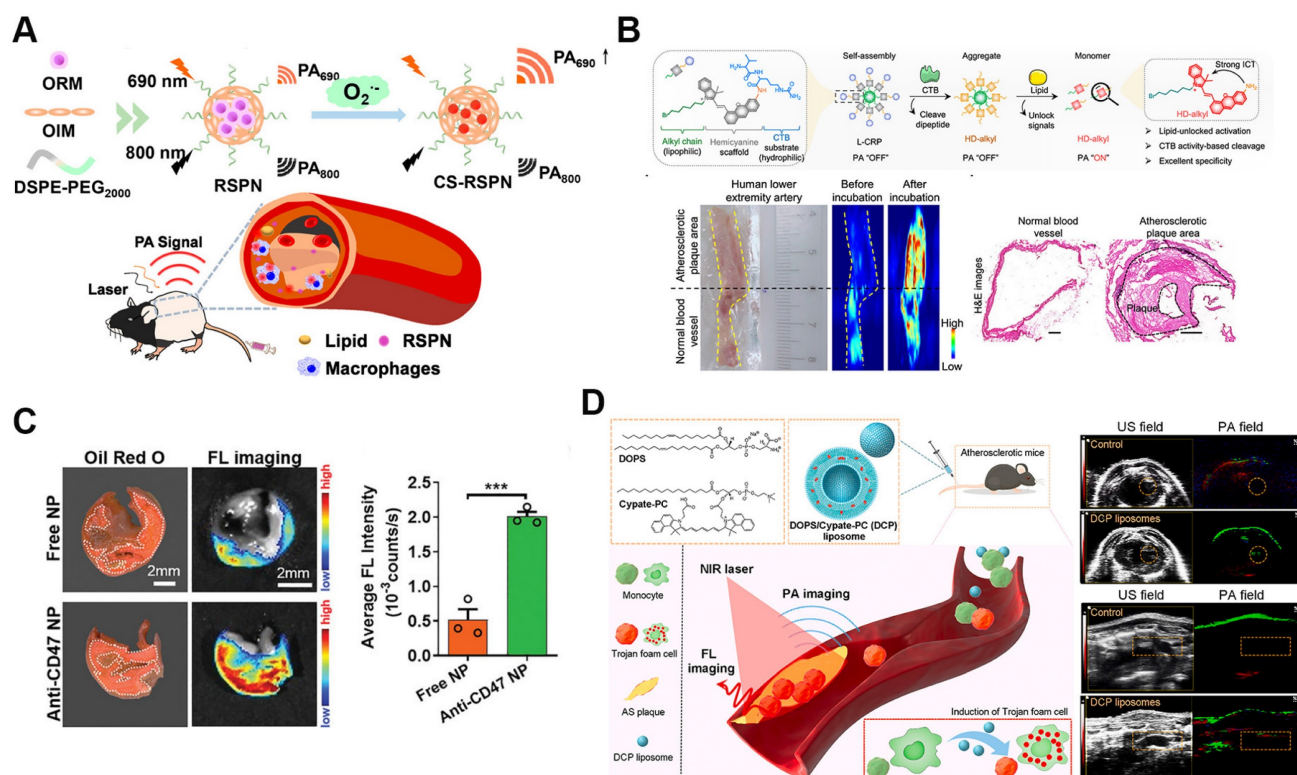 A
ORM
OIM
DSPE-PEG2000
690 nm
800 nm
PA690
PA800
RSPN
O2•-
PA690 ↑
PA800
CS-RSPN
PA Signal
Laser
Lipid
RSPN
Macrophages
B
Self-assembly
Aggregate
Monomer
CTB
Cleave
dipeptide
Lipid
Unlock
signals
Strong ICT
HD-alkyl
Alkyl chain
(lipophilic)
Hemicyanine
scaffold
CTB
substrate
(hydrophilic)
L-CRP
HD-alkyl
HD-alkyl
PA "OFF"
PA "OFF"
PA "ON"
Lipid-unlocked activation
CTB activity-based cleavage
Excellent specificity
Human lower
extremity artery
Before
incubation
After
incubation
Atherosclerotic
plaque area
Normal blood
vessel
High
Low
Normal blood
vessel
Atherosclerotic
plaque area
H&E images
Plaque
C
Oil Red O
FL imaging
Free NP
Anti-CD47 NP
2mm
2mm
high
low
high
low
Average FL Intensity
(10-3counts/s)
2.5
2.0
1.5
1.0
0.5
0.0
***
Free NP
Anti-CD47 NP
D
DOPS
Cypate-PC
DOPS/Cypate-PC (DCP)
liposome
Atherosclerotic mice
Monocyte
Trojan foam cell
AS plaque
DCP liposome
NIR laser
PA imaging
FL
imaging
Induction of Trojan foam cell
US field
PA field
Control
DCP liposomes
US field
PA field
Control
DCP liposomes